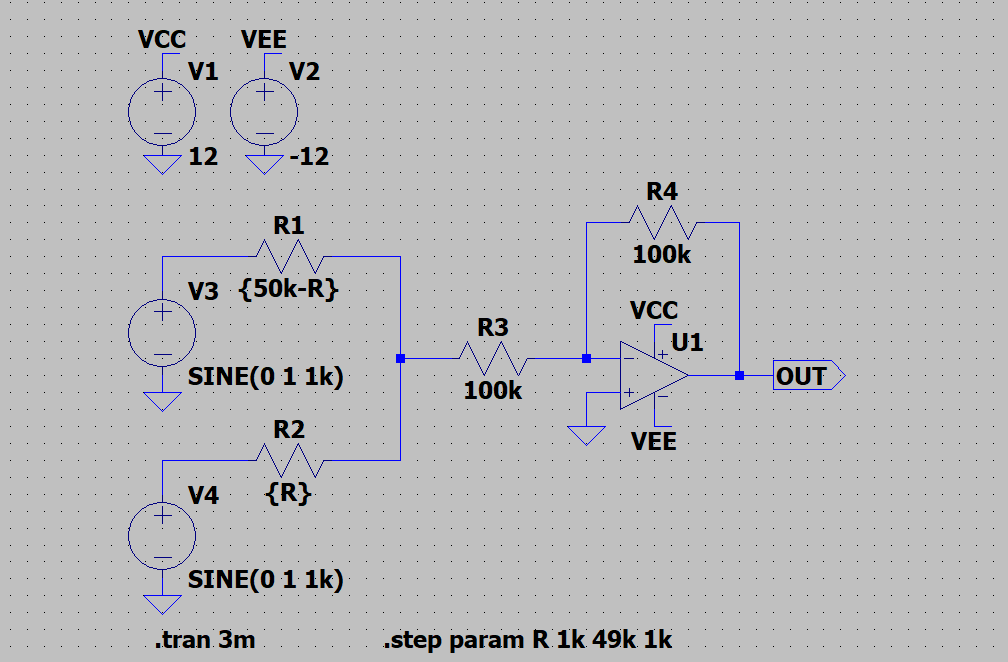 VCC
VEE
V1
V2
12
-12
R4
100k
R1
{50k-R}
V3
SINE(0 1 1k)
R3
100k
VCC
U1
OUT
VEE
R2
{R}
V4
SINE(0 1 1k)
.tran 3m
.step param R 1k 49k 1k